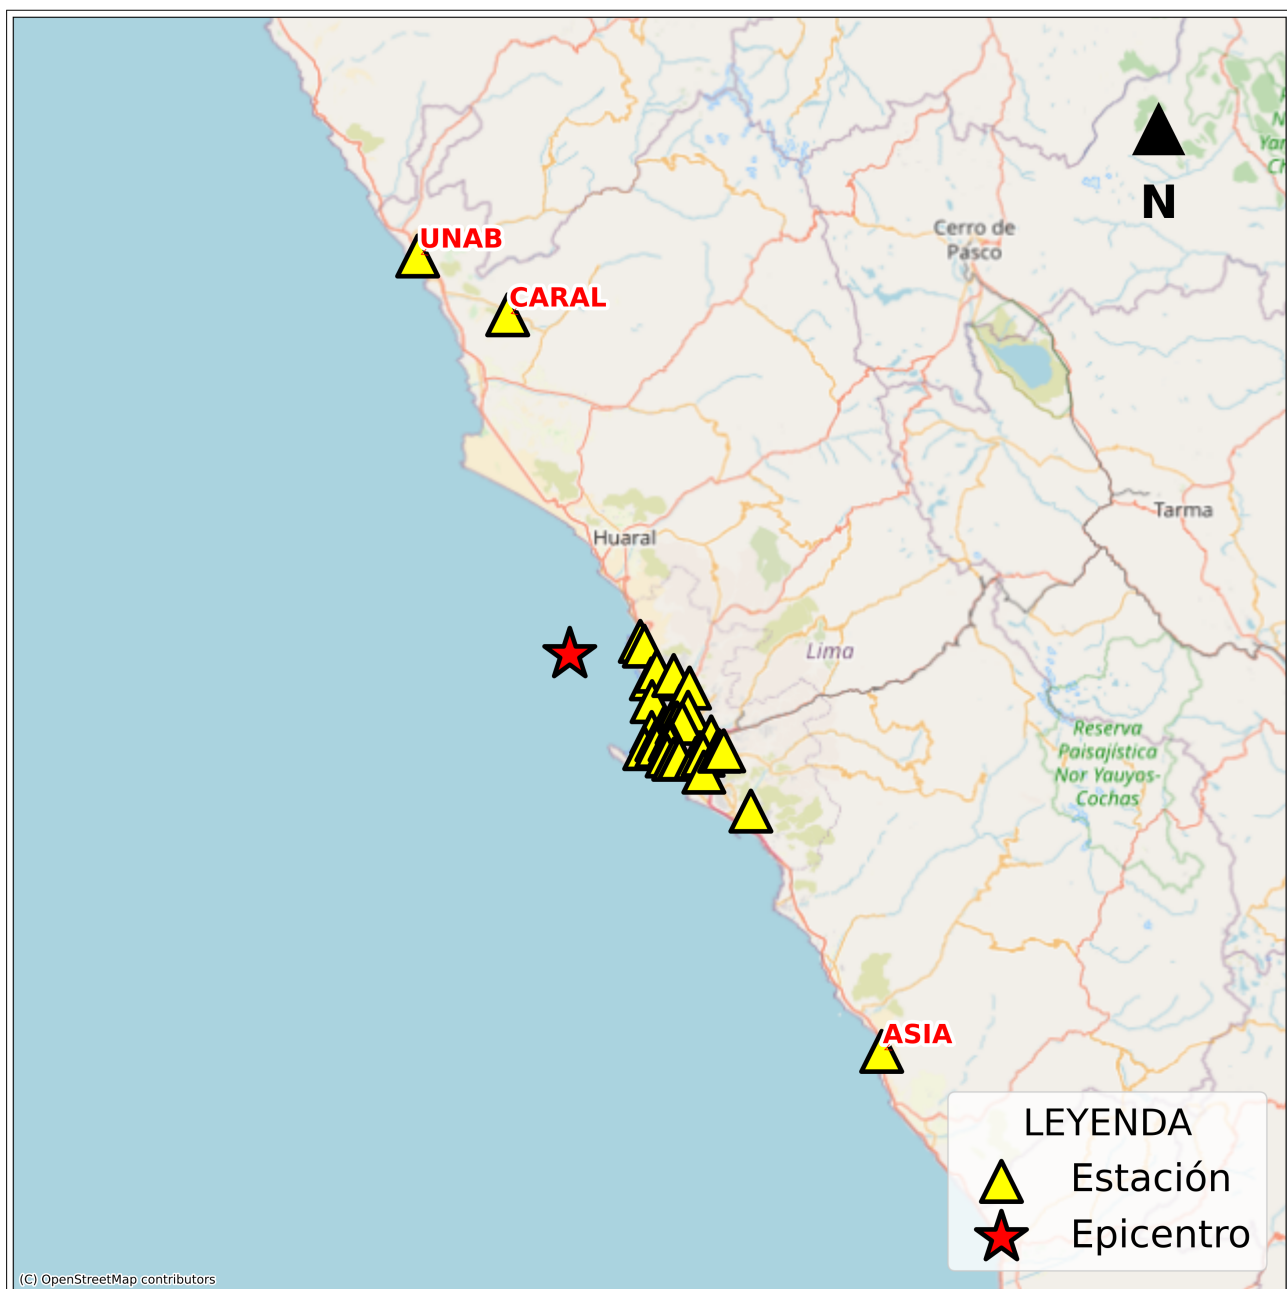 N
UNAB
Cerro de
Pasco
CARAL
Tarma
Huaral
Lima
Reserva
Paisajística
Nor Yauyos-
Cochas
ASIA
LEYENDA
Estación
Epicentro
(C) OpenStreetMap contributors